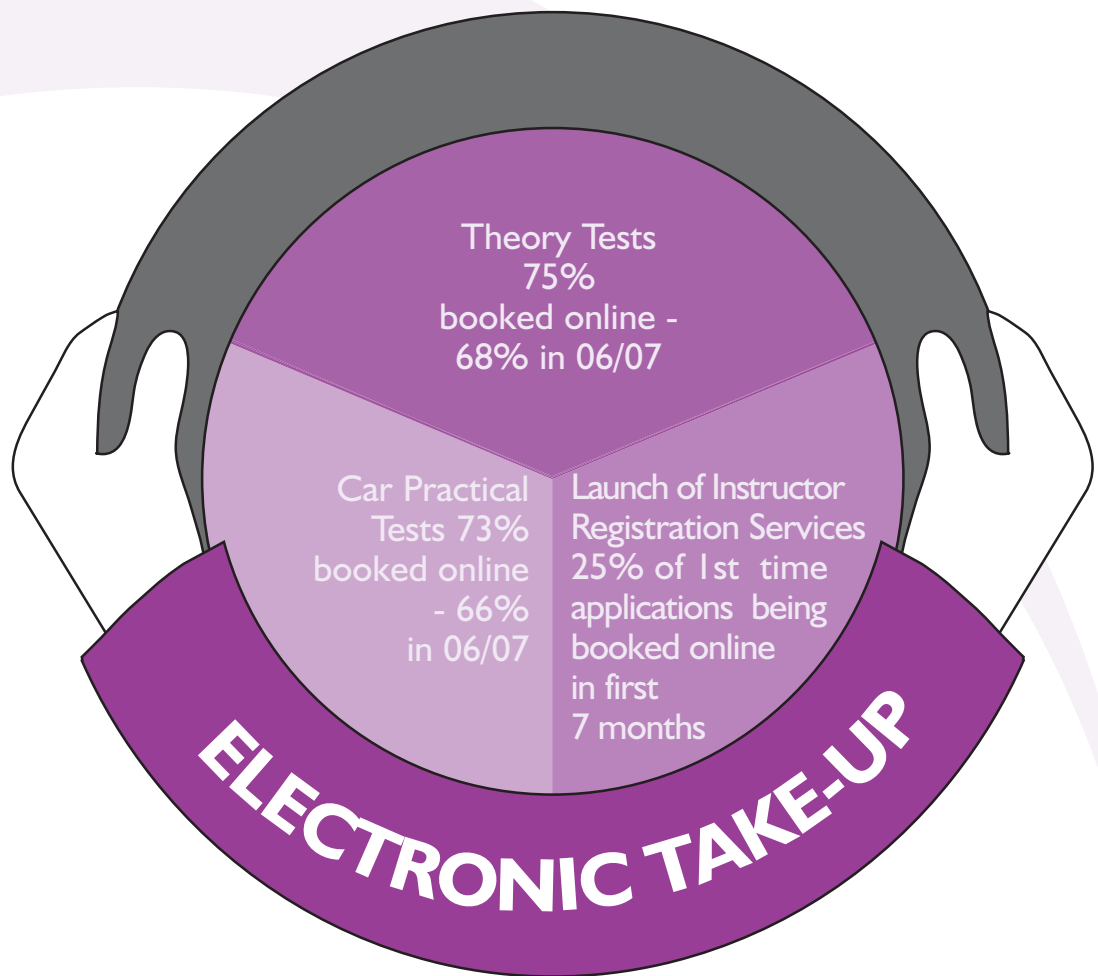 Theory Tests
75%
booked online -
68% in 06/07
Car Practical
Tests 73%
booked online
- 66%
in 06/07
Launch of Instructor
Registration Services
25% of 1st time
applications being
booked online
in first
7 months
ELECTRONIC TAKE-UP